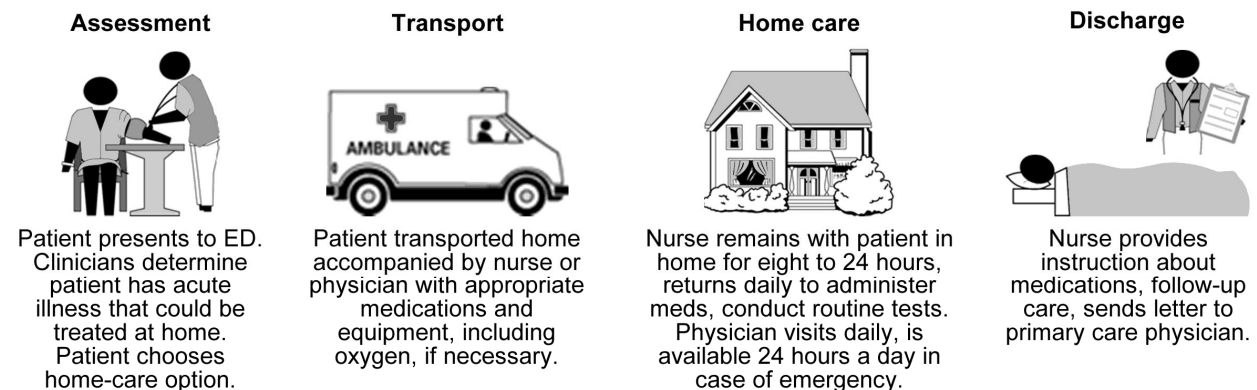 Assessment
Patient presents to ED.
Clinicians determine
patient has acute
illness that could be
treated at home.
Patient chooses
home-care option.
Transport
AMBULANCE
Patient transported home
accompanied by nurse or
physician with appropriate
medications and
equipment, including
oxygen, if necessary.
Home care
Nurse remains with patient in
home for eight to 24 hours,
returns daily to administer
meds, conduct routine tests.
Physician visits daily, is
available 24 hours a day in
case of emergency.
Discharge
Nurse provides
instruction about
medications, follow-up
care, sends letter to
primary care physician.